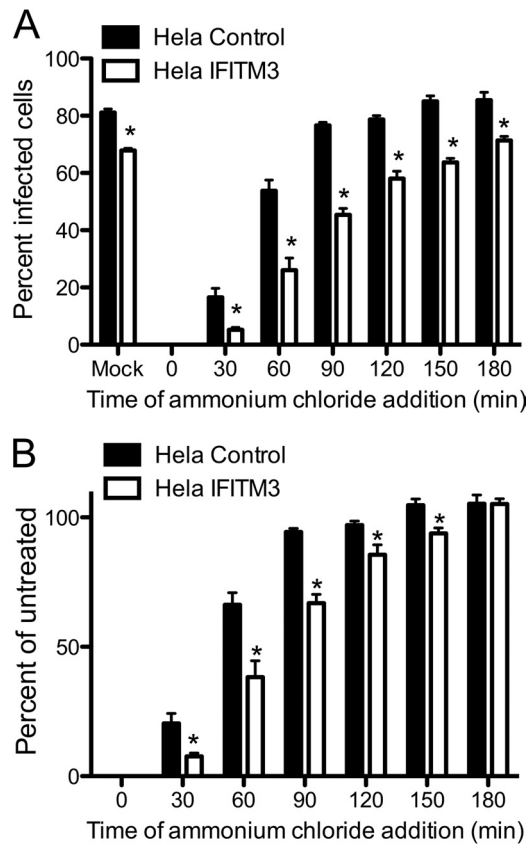 A
Hela Control
Hela IFITM3
Percent infected cells
100
80
60
40
20
0
* * * * * * *
Mock 0 30 60 90 120 150 180
Time of ammonium chloride addition (min)
B
Hela Control
Hela IFITM3
Percent of untreated
100
50
0
* * * * *
0 30 60 90 120 150 180
Time of ammonium chloride addition (min)